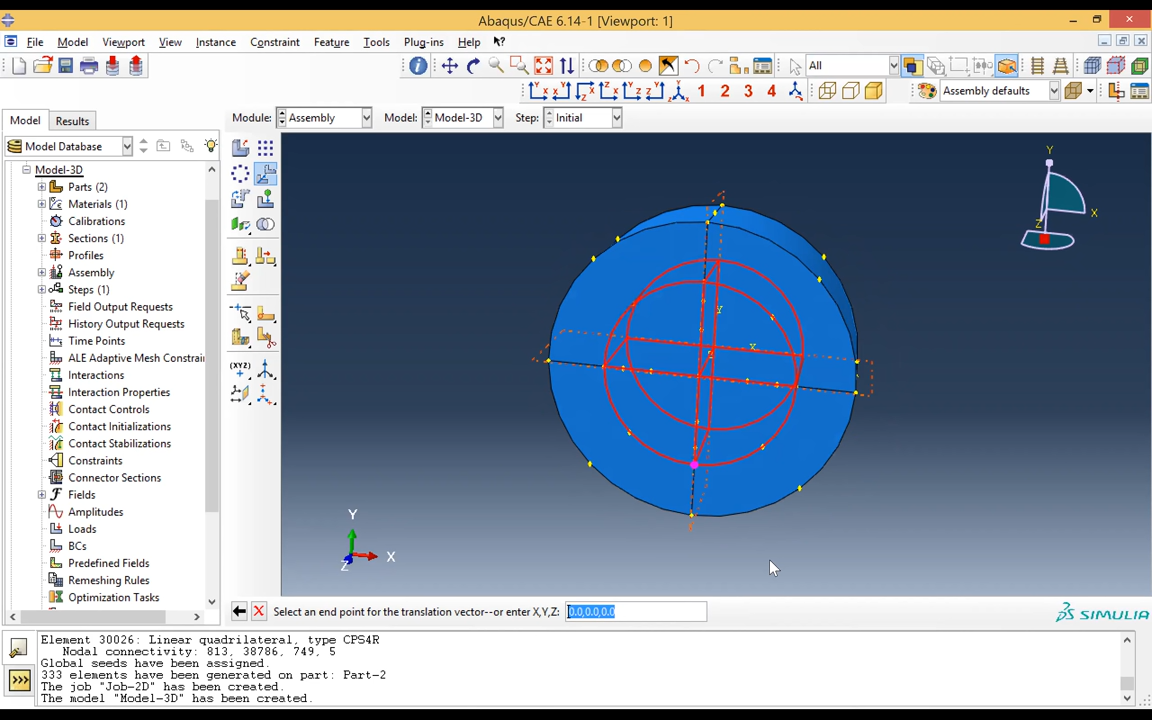 Abaqus/CAE 6.14-1 [Viewport: 1]
File Model Viewport View Instance Constraint Feature Tools Plug-ins Help
All
1 2 3 4
Assembly defaults
Model Results
Module: Assembly Model: Model-3D Step: Initial
Model Database
Model-3D
Parts (2)
Materials (1)
Calibrations
Sections (1)
Profiles
Assembly
Steps (1)
Field Output Requests
History Output Requests
Time Points
ALE Adaptive Mesh Constrai
Interactions
Interaction Properties
Contact Controls
Contact Initializations
Contact Stabilizations
Constraints
Connector Sections
Fields
Amplitudes
Loads
BCs
Predefined Fields
Remeshing Rules
Optimization Tasks
Y
X
Z
Y
X
Y
X
Z
Select an end point for the translation vector--or enter X,Y,Z: 0.0,0.0,0.0
SIMULIA
Element 30026: Linear quadrilateral, type CPS4R
Nodal connectivity: 813, 38786, 749, 5
Global seeds have been assigned.
333 elements have been generated on part: Part-2
The job "Job-2D" has been created.
The model "Model-3D" has been created.